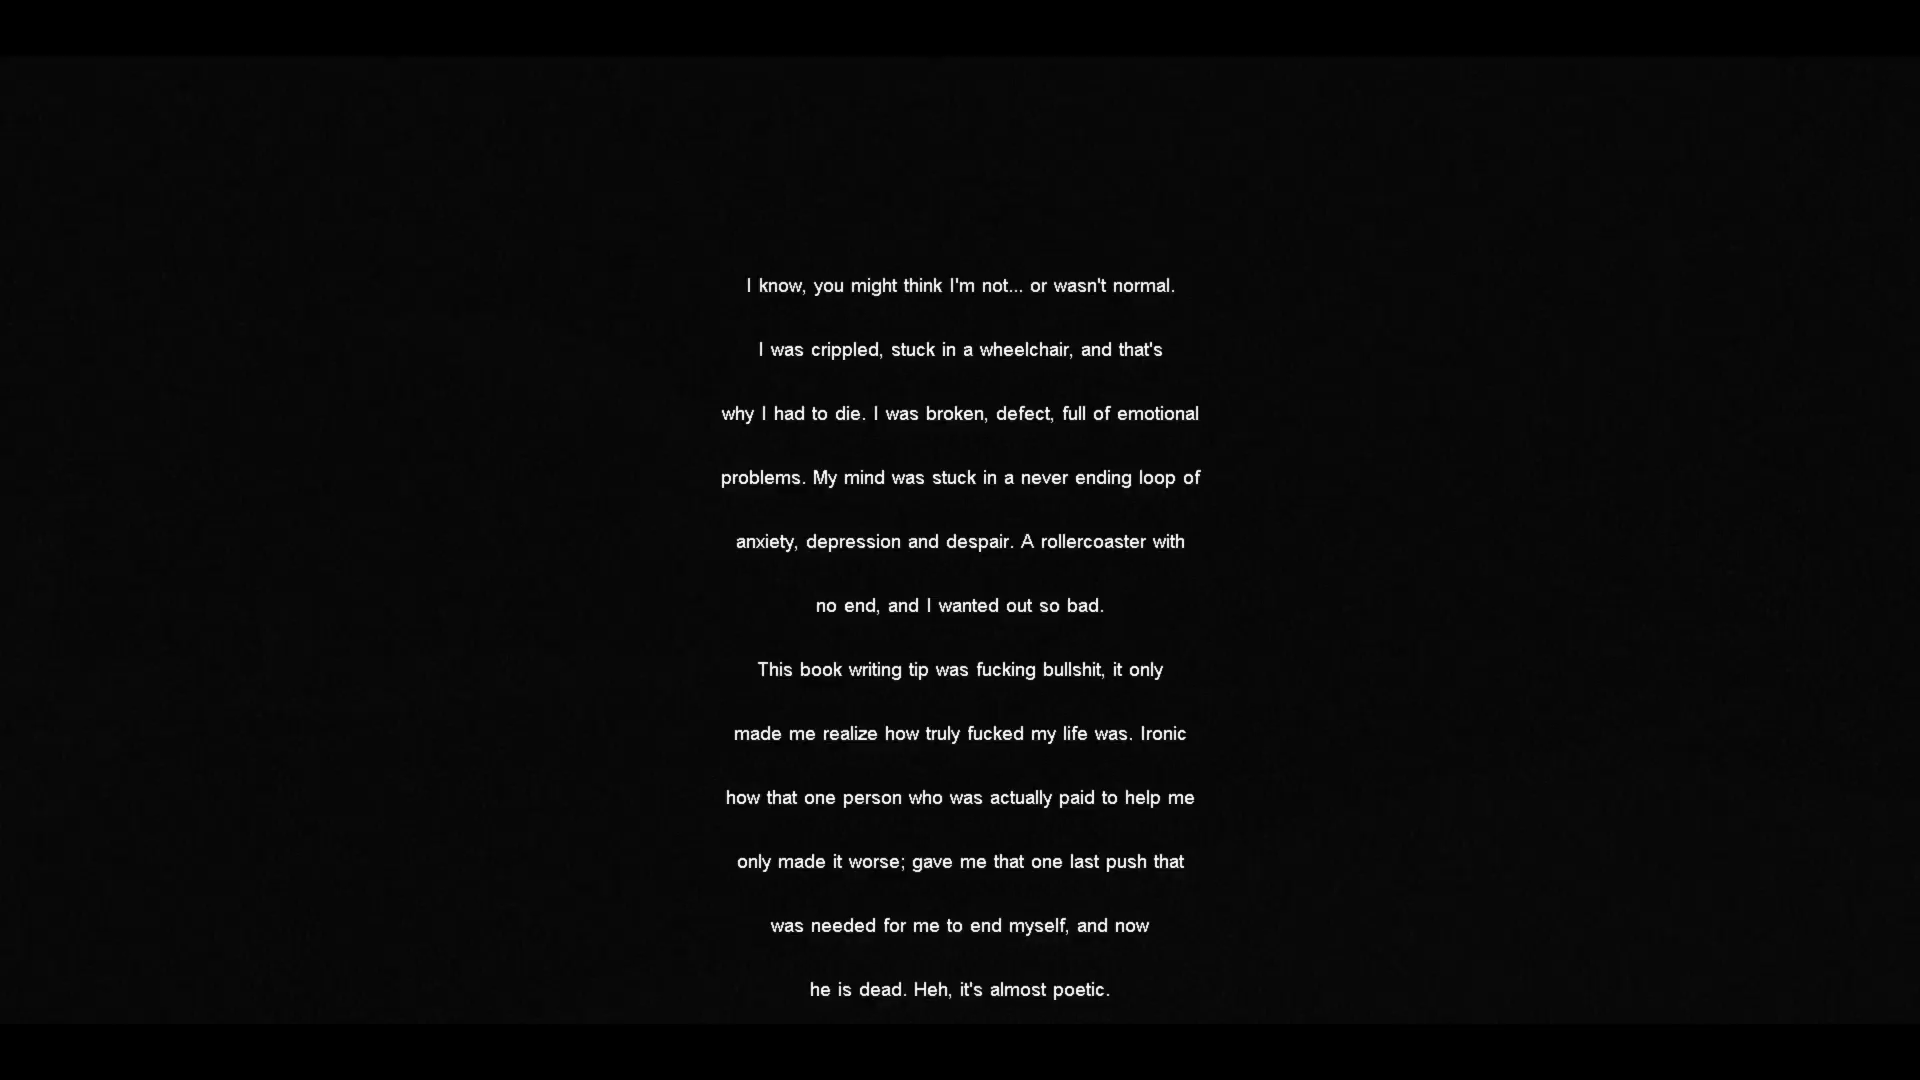 I know, you might think I'm not... or wasn't normal.
I was crippled, stuck in a wheelchair, and that's
why I had to die. I was broken, defect, full of emotional
problems. My mind was stuck in a never ending loop of
anxiety, depression and despair. A rollercoaster with
no end, and I wanted out so bad.
This book writing tip was fucking bullshit, it only
made me realize how truly fucked my life was. Ironic
how that one person who was actually paid to help me
only made it worse; gave me that one last push that
was needed for me to end myself, and now
he is dead. Heh, it's almost poetic.